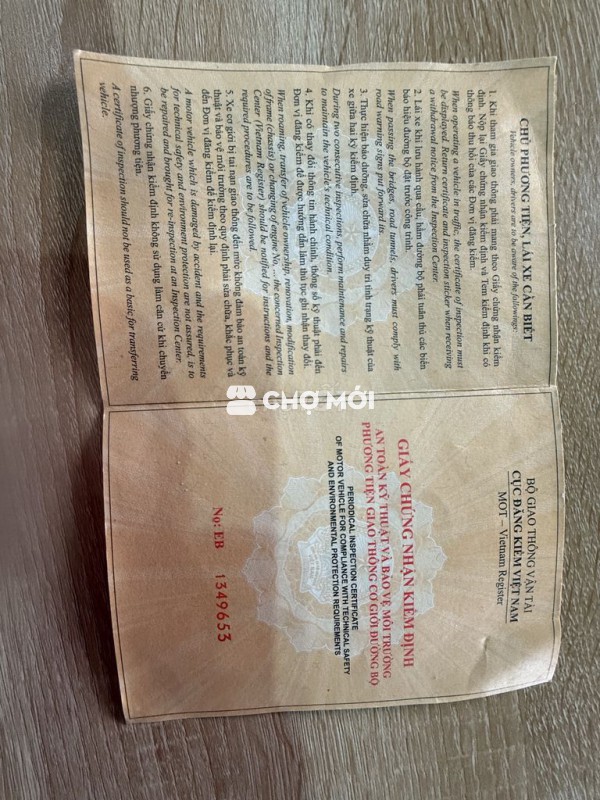 CHỦ PHƯƠNG TIỆN, LÁI XE CẦN BIẾT
Vehicle owners, drivers are to be aware of the followings:
1. Khi tham gia giao thông phải mang theo Giấy chứng nhận kiểm
định. Nộp lại Giấy chứng nhận kiểm định và Tem kiểm định khi có
thông báo thu hồi của các Đơn vị đăng kiểm.
When operating a vehicle in traffic, the certificate of inspection must
be displayed. Return certificate and inspection sticker when receiving
a withdrawal notice from the Inspection Center.
2. Lái xe khi lưu hành qua cầu, hầm đường bộ phải tuân thủ các biển
báo hiệu đường bộ đặt trước công trình.
When passing the bridges, road tunnels, drivers must comply with
road warning signs put forward its.
3. Thực hiện bảo dưỡng, sửa chữa nhằm duy trì tình trạng kỹ thuật của
xe giữa hai kỳ kiểm định.
During two consecutive inspections, perform maintenance and repairs
to maintain the vehicle's technical condition.
4. Khi có thay đổi thông tin hành chính, thông số kỹ thuật phải đến
Đơn vị đăng kiểm để được hướng dẫn làm thủ tục ghi nhận thay đổi.
When roaming, transfer of vehicle ownership, renovation, modification
of frame (chassis) or changing of engine No, ... the concerned Inspection
Center (Vietnam Register) should be notified for instructions and the
required procedures are to be followed.
5. Xe cơ giới bị tai nạn giao thông đến mức không đảm bảo an toàn kỹ
thuật và bảo vệ môi trường theo quy định phải sửa chữa, khắc phục và
đến Đơn vị đăng kiểm để kiểm định lại.
A motor vehicle which is damaged by accident and the requirements
for technical safety and environment protection are not assured, is to
be repaired and brought for re-inspection at an Inspection Center.
6. Giấy chứng nhận kiểm định không sử dụng làm căn cứ khi chuyển
nhượng phương tiện.
A certificate of inspection should not be used as a basic for transferring
vehicle.
BỘ GIAO THÔNG VẬN TẢI
CỤC ĐĂNG KIỂM VIỆT NAM
MOT – Vietnam Register
GIẤY CHỨNG NHẬN KIỂM ĐỊNH
AN TOÀN KỸ THUẬT VÀ BẢO VỆ MÔI TRƯỜNG
PHƯƠNG TIỆN GIAO THÔNG CƠ GIỚI ĐƯỜNG BỘ
PERIODICAL INSPECTION CERTIFICATE
OF MOTOR VEHICLE FOR COMPLIANCE WITH TECHNICAL SAFETY
AND ENVIRONMENTAL PROTECTION REQUIREMENTS
Nọ: EB 1349653
CHỢ MỚI